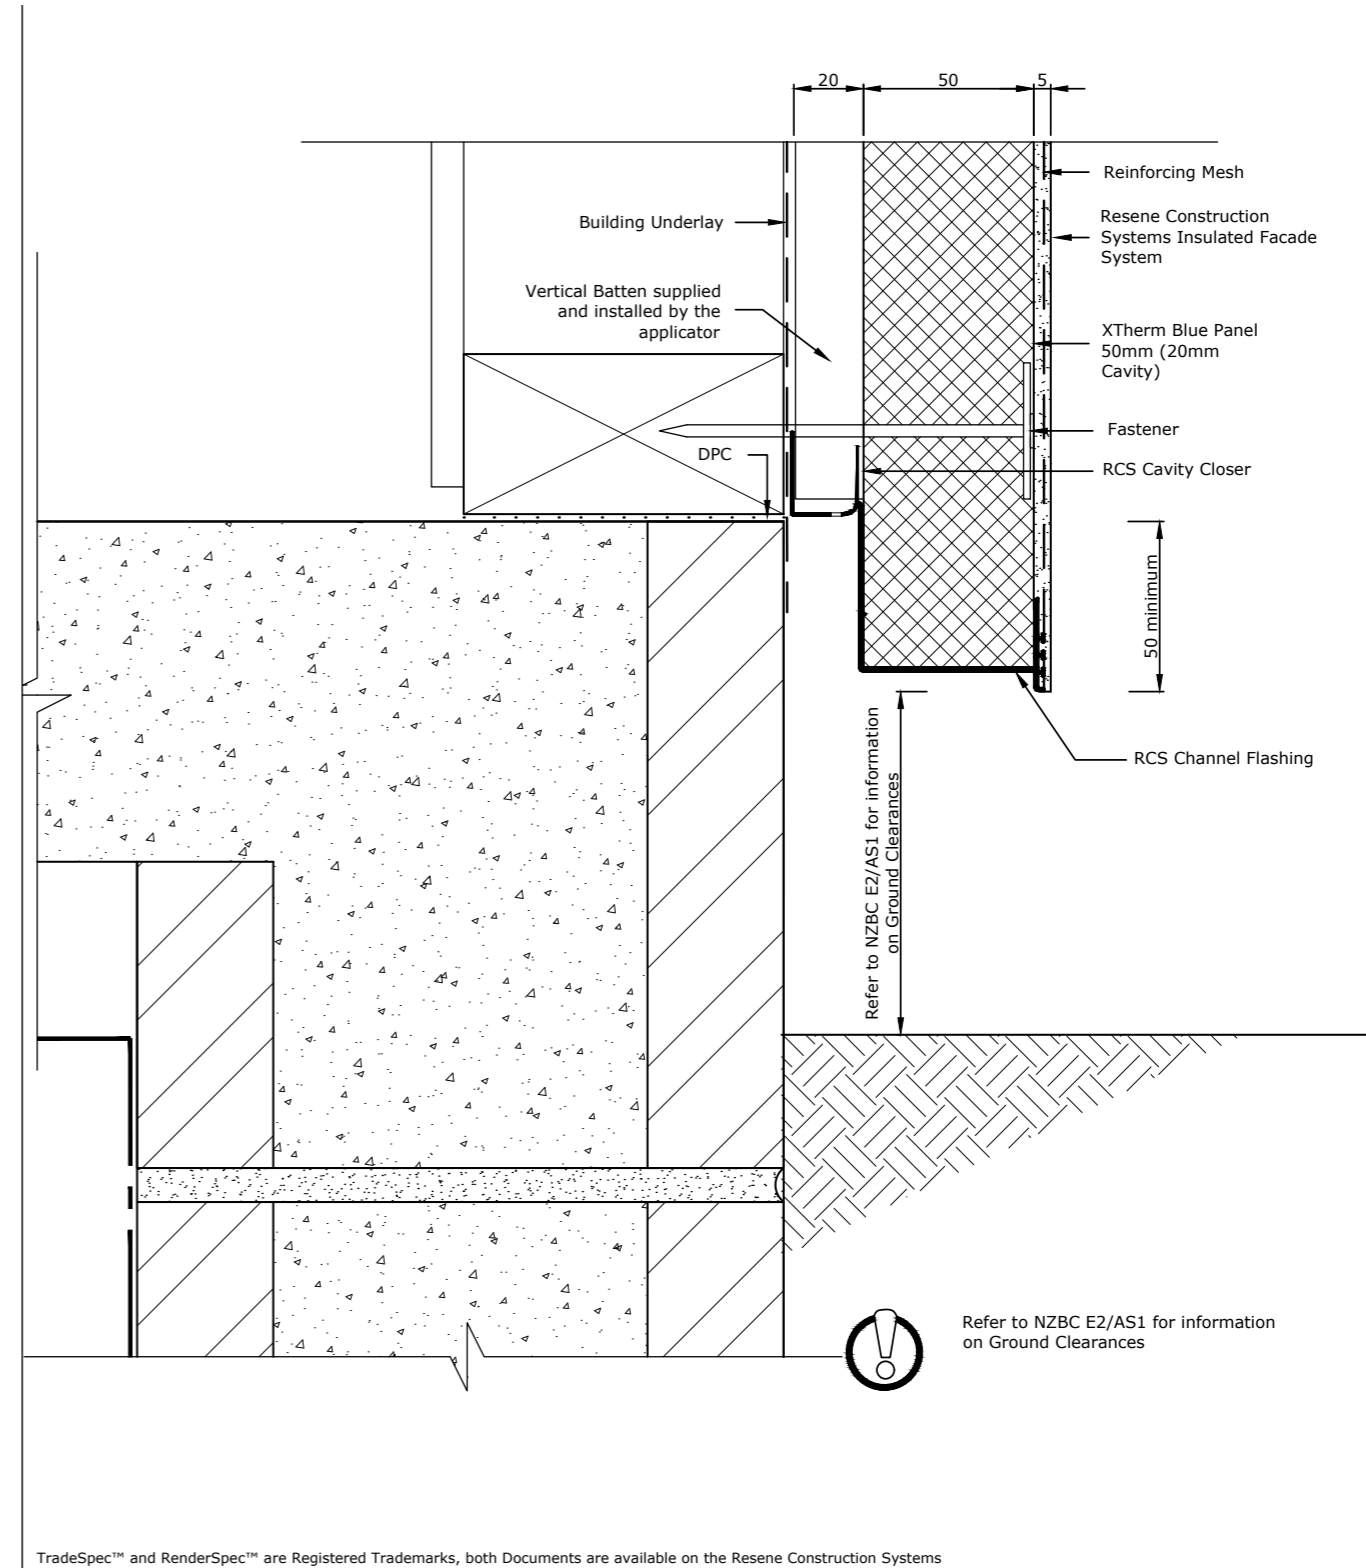 20
50
5
Reinforcing Mesh
Resene Construction
Systems Insulated Facade
System
Building Underlay
Vertical Batten supplied
and installed by the
applicator
XTherm Blue Panel
50mm (20mm
Cavity)
Fastener
DPC
RCS Cavity Closer
50 minimum
RCS Channel Flashing
Refer to NZBC E2/AS1 for information
on Ground Clearances
Refer to NZBC E2/AS1 for information
on Ground Clearances
TradeSpec™ and RenderSpec™ are Registered Trademarks, both Documents are available on the Resene Construction Systems